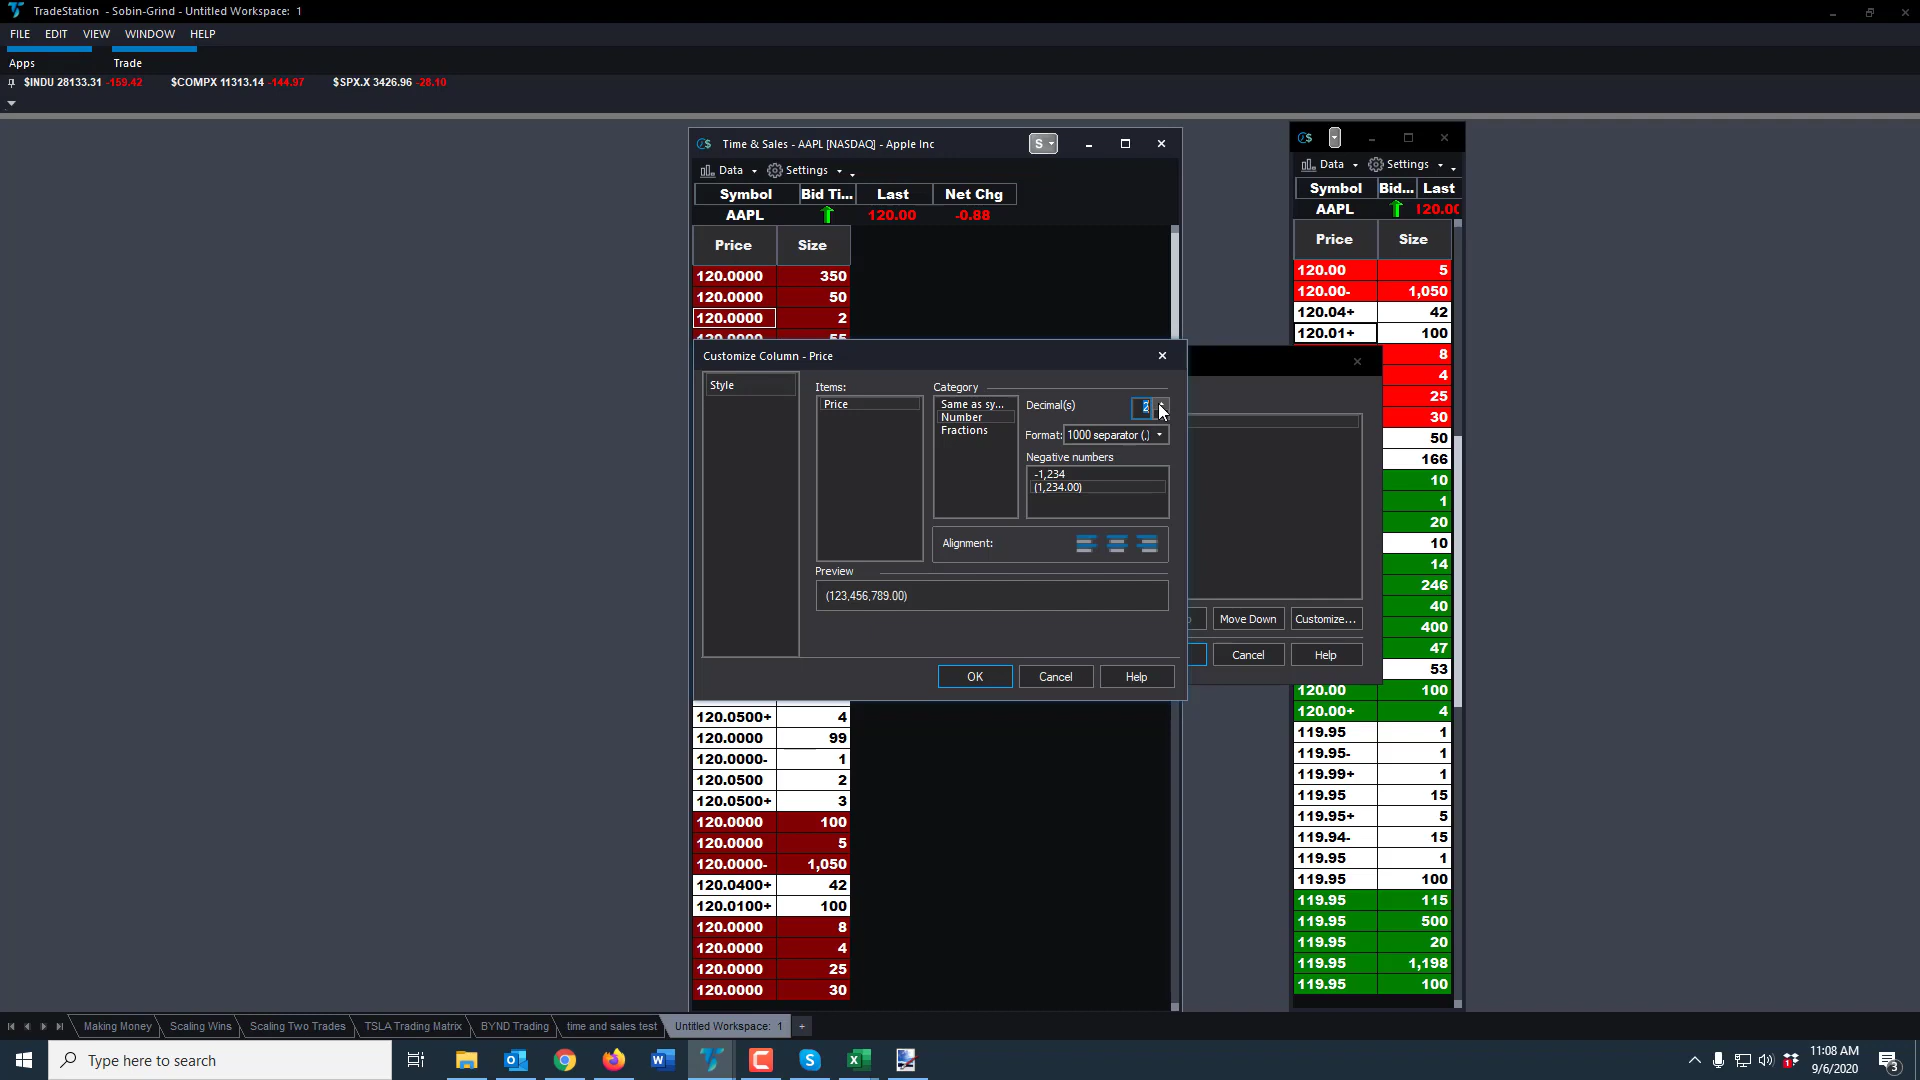 TradeStation - Sobin-Grind - Untitled Workspace: 1
FILE EDIT VIEW WINDOW HELP
Apps Trade
$INDU 28133.31 -159.42 $COMPX 11313.14 -144.97 $SPX.X 3426.96 -28.10
Time & Sales - AAPL [NASDAQ] - Apple Inc
S
Data Settings
Symbol Bid Ti... Last Net Chg
AAPL 120.00 -0.88
Price Size
120.0000 350
120.0000 50
120.0000 2
Customize Column - Price
Style
Items:
Price
Category
Same as sy...
Number
Fractions
Decimal(s) 2
Format: 1000 separator (,)
Negative numbers
-1,234
(1,234.00)
Alignment:
Preview
(123,456,789.00)
OK Cancel Help
Move Down Customize...
Cancel Help
120.0500+ 4
120.0000 99
120.0000- 1
120.0500 2
120.0500+ 3
120.0000 100
120.0000 5
120.0000- 1,050
120.0400+ 42
120.0100+ 100
120.0000 8
120.0000 4
120.0000 25
120.0000 30
Data Settings
Symbol Bid... Last
AAPL 120.00
Price Size
120.00 5
120.00- 1,050
120.04+ 42
120.01+ 100
8
4
25
30
50
166
10
1
20
10
14
246
40
400
47
53
120.00 100
120.00+ 4
119.95 1
119.95- 1
119.99+ 1
119.95 15
119.95+ 5
119.94- 15
119.95 1
119.95 100
119.95 115
119.95 500
119.95 20
119.95 1,198
119.95 100
Making Money Scaling Wins Scaling Two Trades TSLA Trading Matrix BYND Trading time and sales test Untitled Workspace: 1 +
Type here to search
11:08 AM
9/6/2020
3